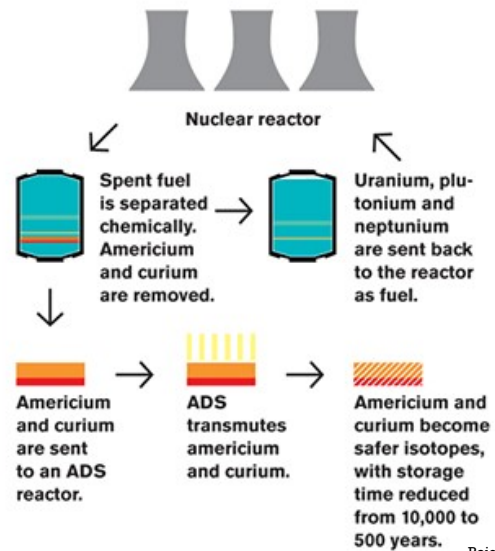 Nuclear reactor
Spent fuel
is separated
chemically.
Americium
and curium
are removed.
Uranium, plu-
tonium and
neptunium
are sent back
to the reactor
as fuel.
Americium
and curium
are sent
to an ADS
reactor.
ADS
transmutes
americium
and curium.
Americium and
curium become
safer isotopes,
with storage
time reduced
from 10,000 to
500 years.